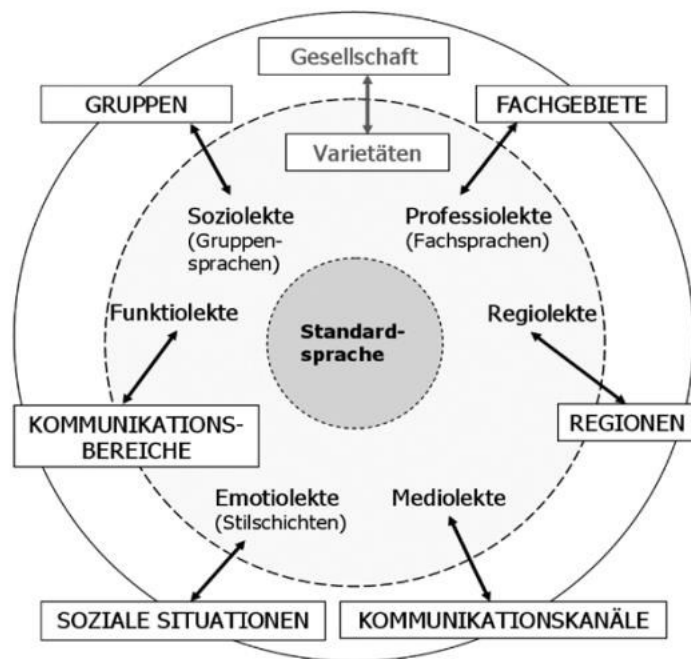 Gesellschaft
GRUPPEN
FACHGEBIETE
Varietäten
Soziolekte
(Gruppen-
sprachen)
Professiolekte
(Fachsprachen)
Funktiolekte
Standard-
sprache
Regiolekte
KOMMUNIKATIONS-
BEREICHE
REGIONEN
Emotiolekte
(Stilschichten)
Mediolekte
SOZIALE SITUATIONEN
KOMMUNIKATIONSKANÄLE